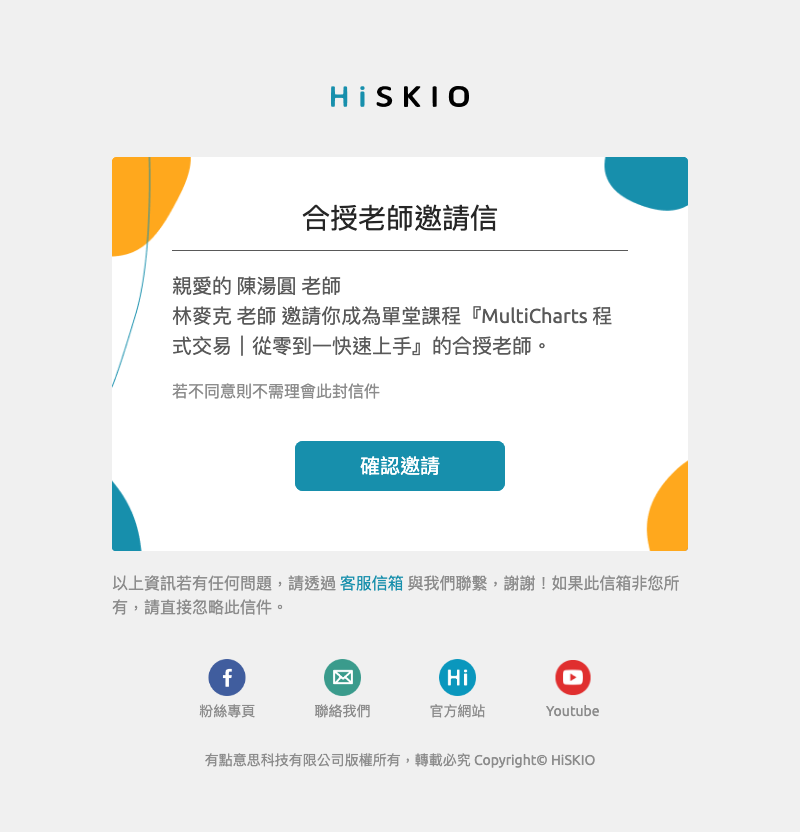 HiSKIO
合授老師邀請信
親愛的 陳湯圓 老師
林麥克 老師 邀請你成為單堂課程『MultiCharts 程
式交易｜從零到一快速上手』的合授老師。
若不同意則不需理會此封信件
確認邀請
以上資訊若有任何問題，請透過 客服信箱 與我們聯繫，謝謝！如果此信箱非您所
有，請直接忽略此信件。
f Hi
粉絲專頁 聯絡我們 官方網站 Youtube
有點意思科技有限公司版權所有，轉載必究 Copyright© HiSKIO